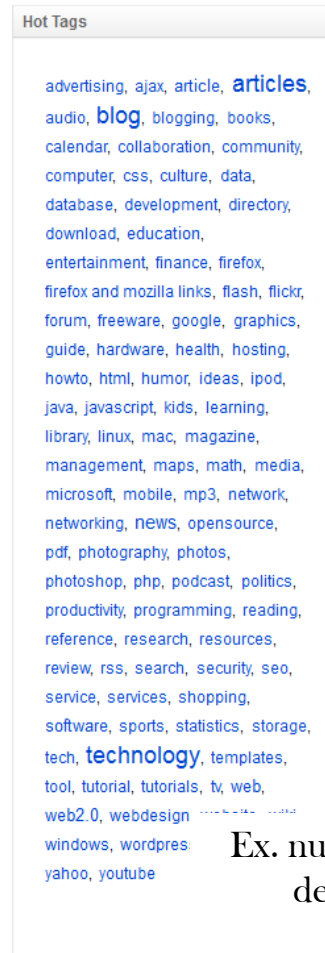 Hot Tags
advertising, ajax, article, articles,
audio, blog, blogging, books,
calendar, collaboration, community,
computer, css, culture, data,
database, development, directory,
download, education,
entertainment, finance, firefox,
firefox and mozilla links, flash, flickr,
forum, freeware, google, graphics,
guide, hardware, health, hosting,
howto, html, humor, ideas, ipod,
java, javascript, kids, learning,
library, linux, mac, magazine,
management, maps, math, media,
microsoft, mobile, mp3, network,
networking, news, opensource,
pdf, photography, photos,
photoshop, php, podcast, politics,
productivity, programming, reading,
reference, research, resources,
review, rss, search, security, seo,
service, services, shopping,
software, sports, statistics, storage,
tech, technology, templates,
tool, tutorial, tutorials, tv, web,
web2.0, webdesign
windows, wordpres
yahoo, youtube
Ex. nu
de